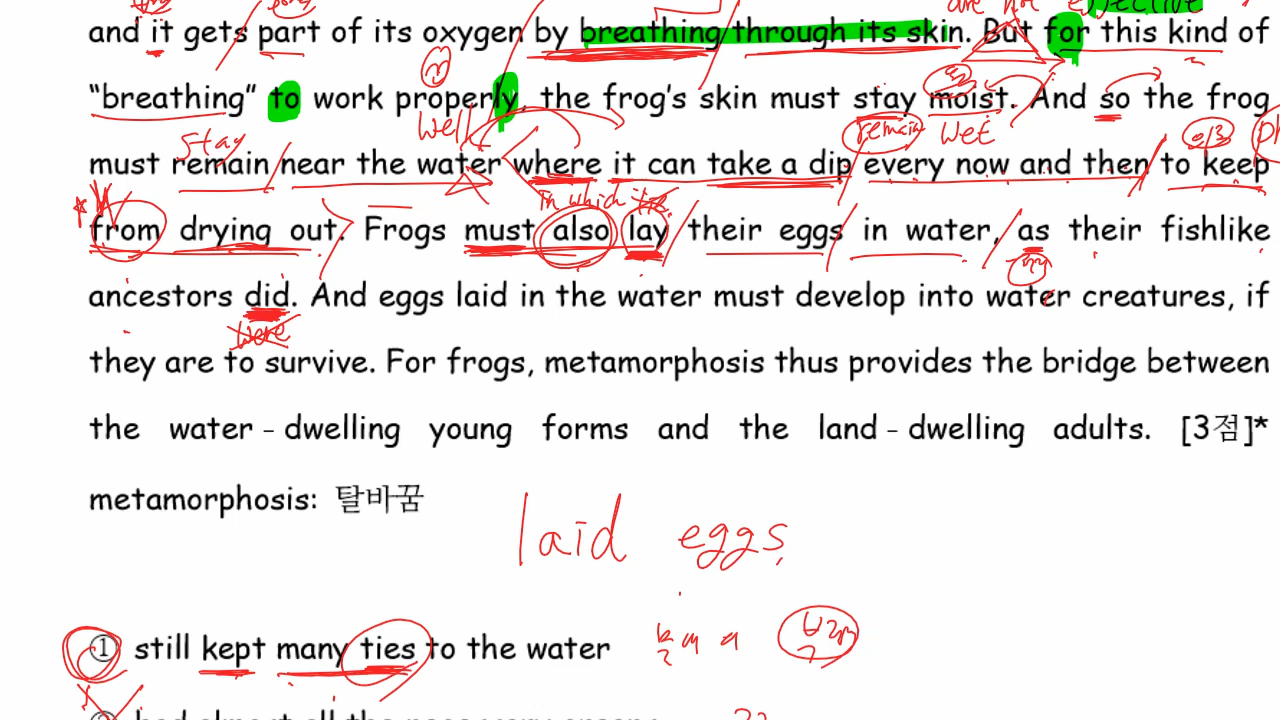 are not effective
and it gets part of its oxygen by breathing through its skin. But for this kind of
“breathing” to work properly, the frog’s skin must stay moist. And so the frog
well remain wet
stay
must remain near the water where it can take a dip every now and then to keep
in which
from drying out. Frogs must also lay their eggs in water, as their fishlike
ancestors did. And eggs laid in the water must develop into water creatures, if
were
they are to survive. For frogs, metamorphosis thus provides the bridge between
the water-dwelling young forms and the land-dwelling adults. [3점]*
metamorphosis: 탈바꿈
laid eggs
① still kept many ties to the water